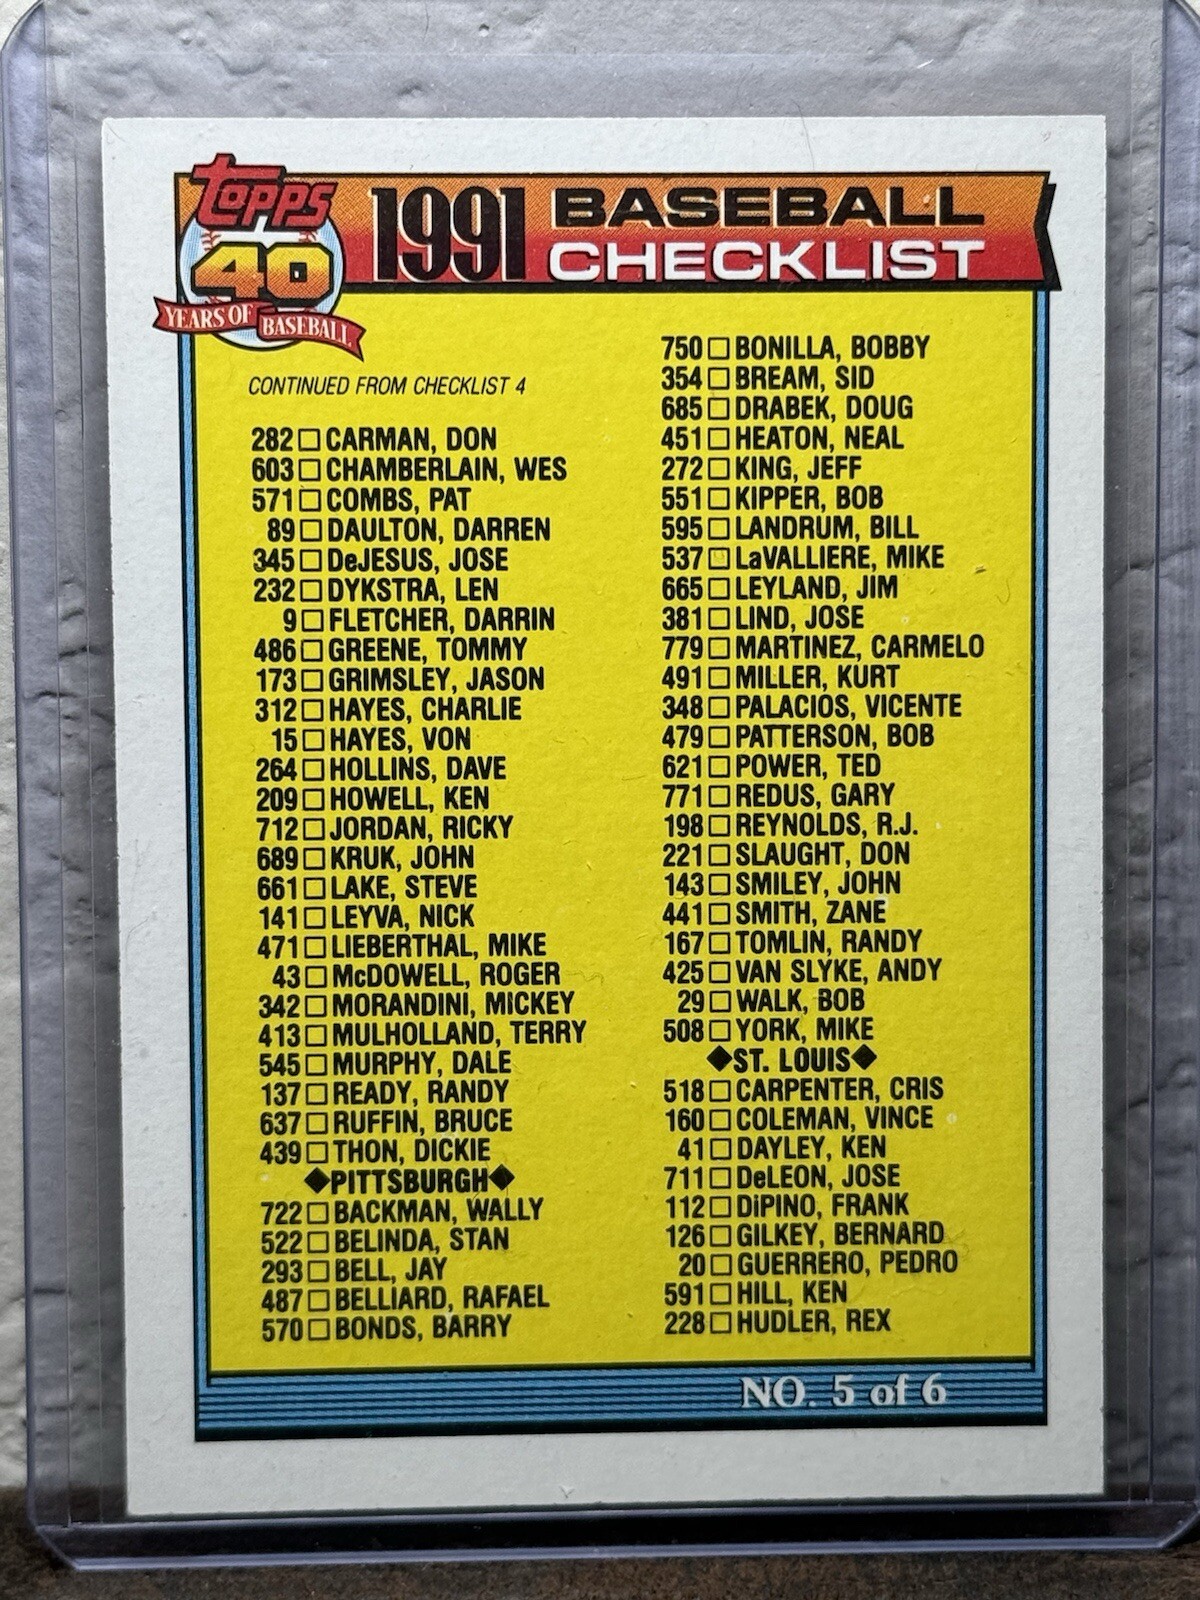 TOPPS
40
YEARS OF BASEBALL
1991 BASEBALL
CHECKLIST
CONTINUED FROM CHECKLIST 4
282 □ CARMAN, DON
603 □ CHAMBERLAIN, WES
571 □ COMBS, PAT
89 □ DAULTON, DARREN
345 □ DeJESUS, JOSE
232 □ DYKSTRA, LEN
9 □ FLETCHER, DARRIN
486 □ GREENE, TOMMY
173 □ GRIMSLEY, JASON
312 □ HAYES, CHARLIE
15 □ HAYES, VON
264 □ HOLLINS, DAVE
209 □ HOWELL, KEN
712 □ JORDAN, RICKY
689 □ KRUK, JOHN
661 □ LAKE, STEVE
141 □ LEYVA, NICK
471 □ LIEBERTHAL, MIKE
43 □ McDOWELL, ROGER
342 □ MORANDINI, MICKEY
413 □ MULHOLLAND, TERRY
545 □ MURPHY, DALE
137 □ READY, RANDY
637 □ RUFFIN, BRUCE
439 □ THON, DICKIE
◆PITTSBURGH◆
722 □ BACKMAN, WALLY
522 □ BELINDA, STAN
293 □ BELL, JAY
487 □ BELLIARD, RAFAEL
570 □ BONDS, BARRY
750 □ BONILLA, BOBBY
354 □ BREAM, SID
685 □ DRABEK, DOUG
451 □ HEATON, NEAL
272 □ KING, JEFF
551 □ KIPPER, BOB
595 □ LANDRUM, BILL
537 □ LaVALLIERE, MIKE
665 □ LEYLAND, JIM
381 □ LIND, JOSE
779 □ MARTINEZ, CARMELO
491 □ MILLER, KURT
348 □ PALACIOS, VICENTE
479 □ PATTERSON, BOB
621 □ POWER, TED
771 □ REDUS, GARY
198 □ REYNOLDS, R.J.
221 □ SLAUGHT, DON
143 □ SMILEY, JOHN
441 □ SMITH, ZANE
167 □ TOMLIN, RANDY
425 □ VAN SLYKE, ANDY
29 □ WALK, BOB
508 □ YORK, MIKE
◆ST. LOUIS◆
518 □ CARPENTER, CRIS
160 □ COLEMAN, VINCE
41 □ DAYLEY, KEN
711 □ DeLEON, JOSE
112 □ DiPINO, FRANK
126 □ GILKEY, BERNARD
20 □ GUERRERO, PEDRO
591 □ HILL, KEN
228 □ HUDLER, REX
NO. 5 of 6